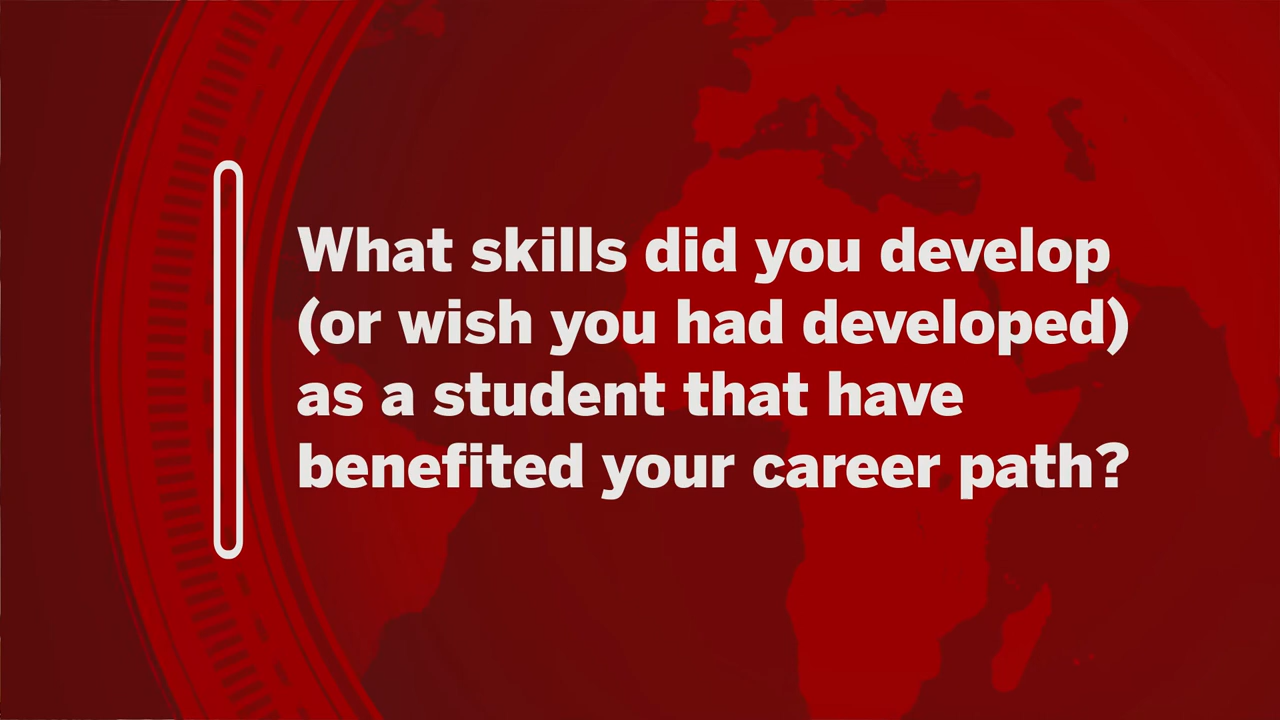 What skills did you develop
(or wish you had developed)
as a student that have
benefited your career path?